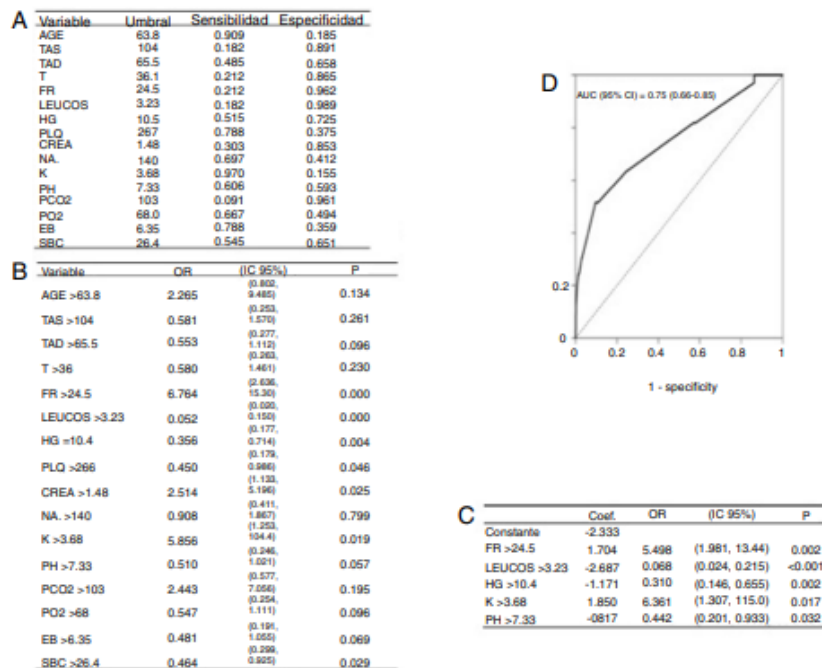 A
Variable Umbral Sensibilidad Especificidad
AGE 63.8 0.909 0.185
TAS 104 0.182 0.891
TAD 65.5 0.485 0.658
T 36.1 0.212 0.865
FR 24.5 0.212 0.962
LEUCOS 3.23 0.182 0.989
HG 10.5 0.515 0.725
PLQ 267 0.788 0.375
CREA 1.48 0.303 0.853
NA. 140 0.697 0.412
K 3.68 0.970 0.155
PH 7.33 0.606 0.593
PCO2 103 0.091 0.961
PO2 68.0 0.667 0.494
EB 6.35 0.788 0.359
SBC 26.4 0.545 0.651
B
Variable OR (IC 95%) P
AGE >63.8 2.265 (0.802, 9.485) 0.134
TAS >104 0.581 (0.253, 1.570) 0.261
TAD >65.5 0.553 (0.277, 1.112) 0.096
T >36 0.580 (0.263, 1.461) 0.230
FR >24.5 6.764 (2.636, 15.30) 0.000
LEUCOS >3.23 0.052 (0.020, 0.150) 0.000
HG =10.4 0.356 (0.177, 0.714) 0.004
PLQ >266 0.450 (0.179, 0.986) 0.046
CREA >1.48 2.514 (1.133, 5.196) 0.025
NA. >140 0.908 (0.411, 1.867) 0.799
K >3.68 5.856 (1.253, 104.4) 0.019
PH >7.33 0.510 (0.246, 1.021) 0.057
PCO2 >103 2.443 (0.577, 7.056) 0.195
PO2 >68 0.547 (0.254, 1.111) 0.096
EB >6.35 0.481 (0.191, 1.055) 0.069
SBC >26.4 0.464 (0.299, 0.925) 0.029
D
AUC (95% CI) = 0.75 (0.66-0.85)
0.2
0
0 0.2 0.4 0.6 0.8 1
1 - specificity
C
Coef. OR (IC 95%) P
Constante -2.333
FR >24.5 1.704 5.498 (1.981, 13.44) 0.002
LEUCOS >3.23 -2.687 0.068 (0.024, 0.215) <0.001
HG >10.4 -1.171 0.310 (0.146, 0.655) 0.002
K >3.68 1.850 6.361 (1.307, 115.0) 0.017
PH >7.33 -0817 0.442 (0.201, 0.933) 0.032